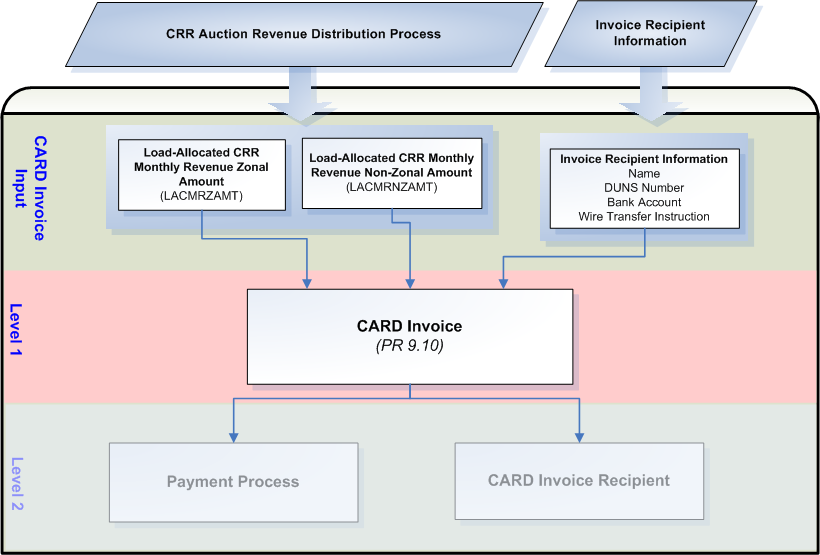 CRR Auction Revenue Distribution Process
Invoice Recipient
Information
CARD Invoice
Input
Load-Allocated CRR
Monthly Revenue Zonal
Amount
(LACMRZAMT)
Load-Allocated CRR Monthly
Revenue Non-Zonal Amount
(LACMRNZAMT)
Invoice Recipient Information
Name
DUNS Number
Bank Account
Wire Transfer Instruction
Level 1
CARD Invoice
(PR 9.10)
Level 2
Payment Process
CARD Invoice Recipient